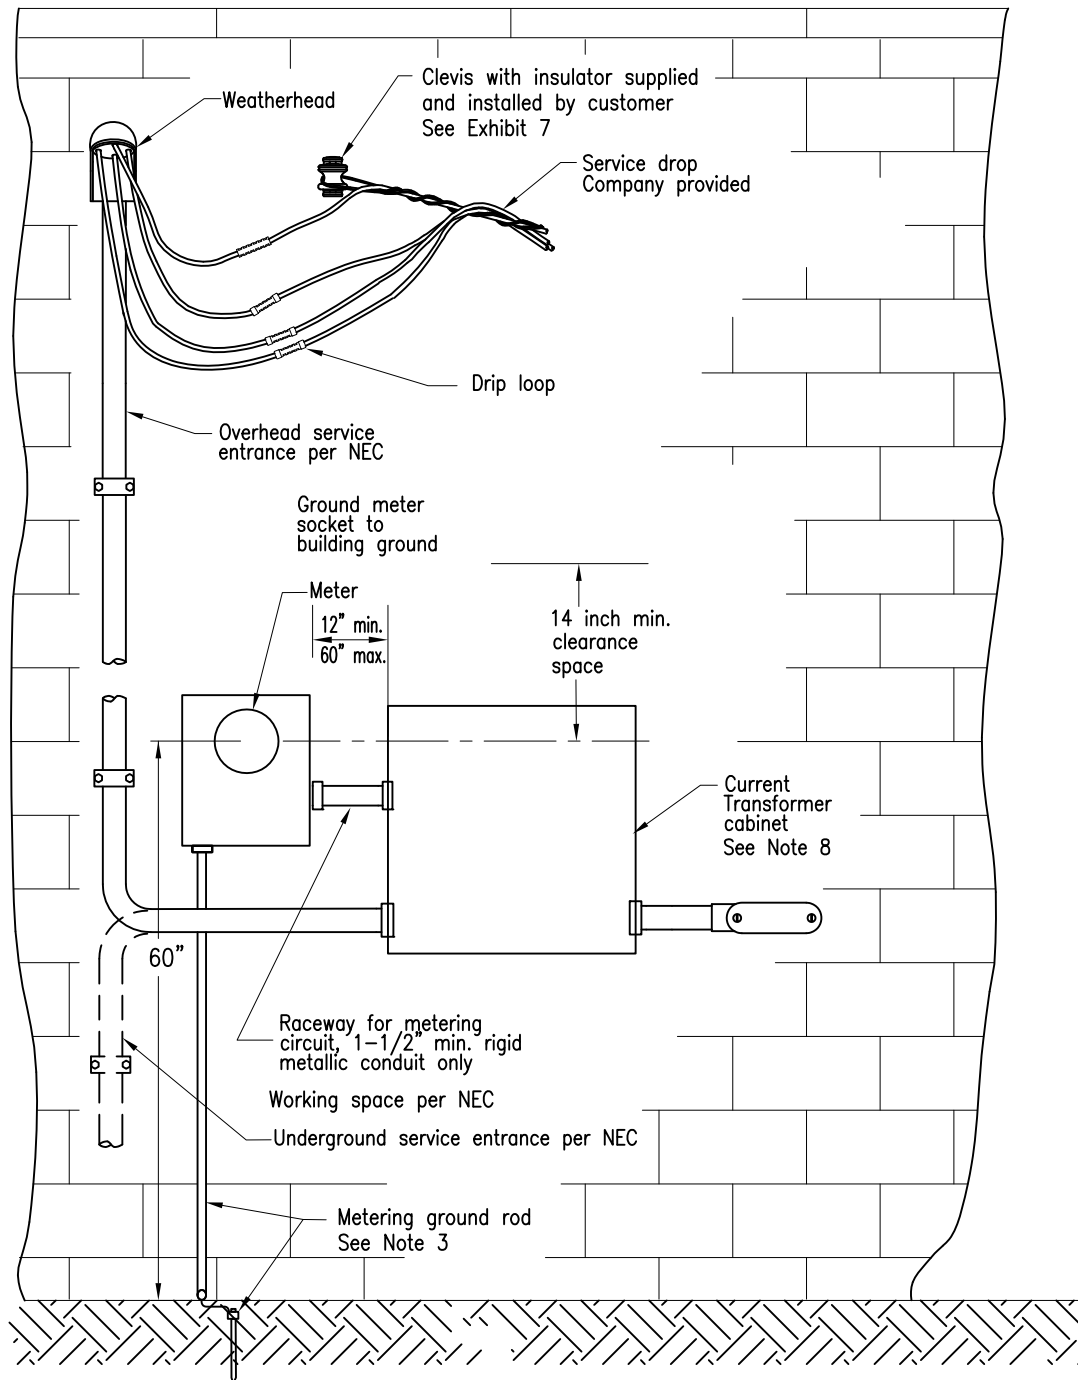 Clevis with insulator supplied
and installed by customer
See Exhibit 7
Weatherhead
Service drop
Company provided
Drip loop
Overhead service
entrance per NEC
Ground meter
socket to
building ground
Meter
12" min.
60" max.
14 inch min.
clearance
space
Current
Transformer
cabinet
See Note 8
60"
Raceway for metering
circuit, 1-1/2" min. rigid
metallic conduit only
Working space per NEC
Underground service entrance per NEC
Metering ground rod
See Note 3